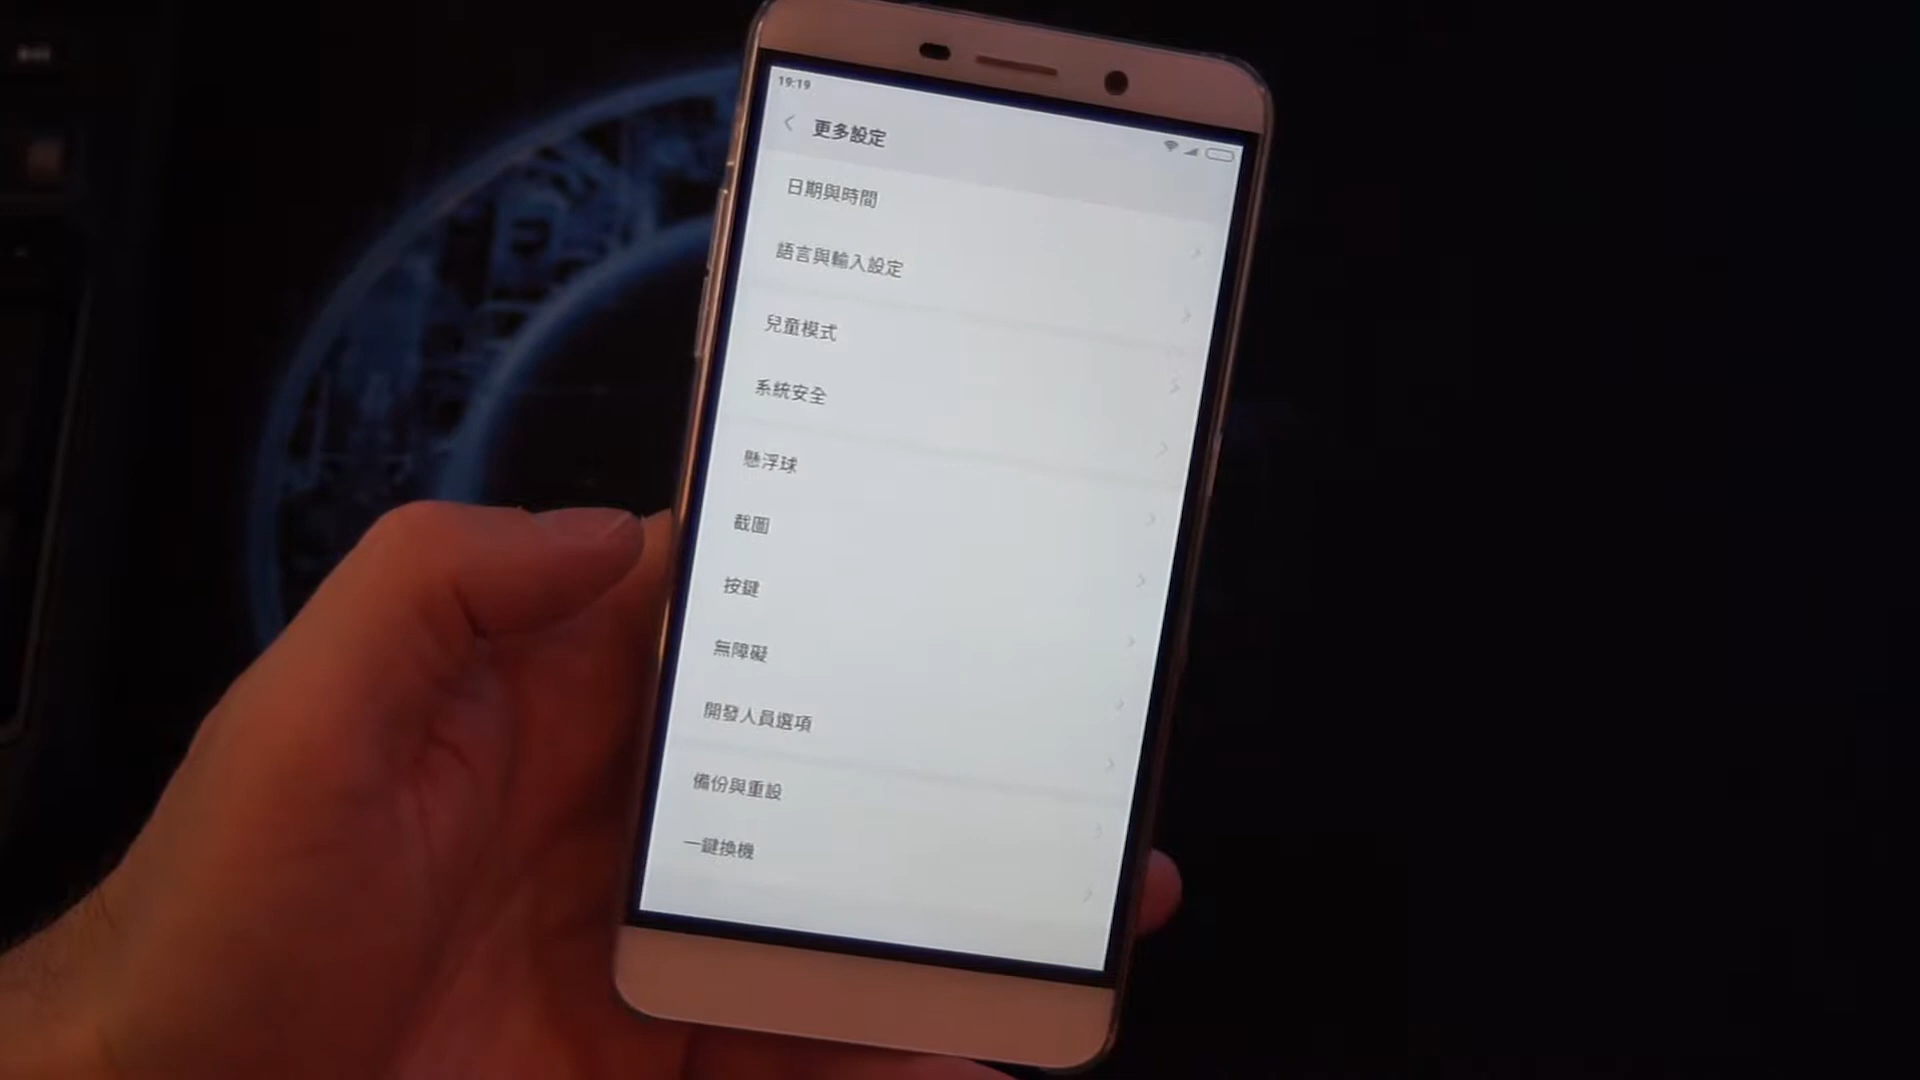 19:19
更多設定
日期與時間
語言與輸入設定
兒童模式
系統安全
懸浮球
截圖
按鍵
無障礙
開發人員選項
備份與重設
一鍵換機